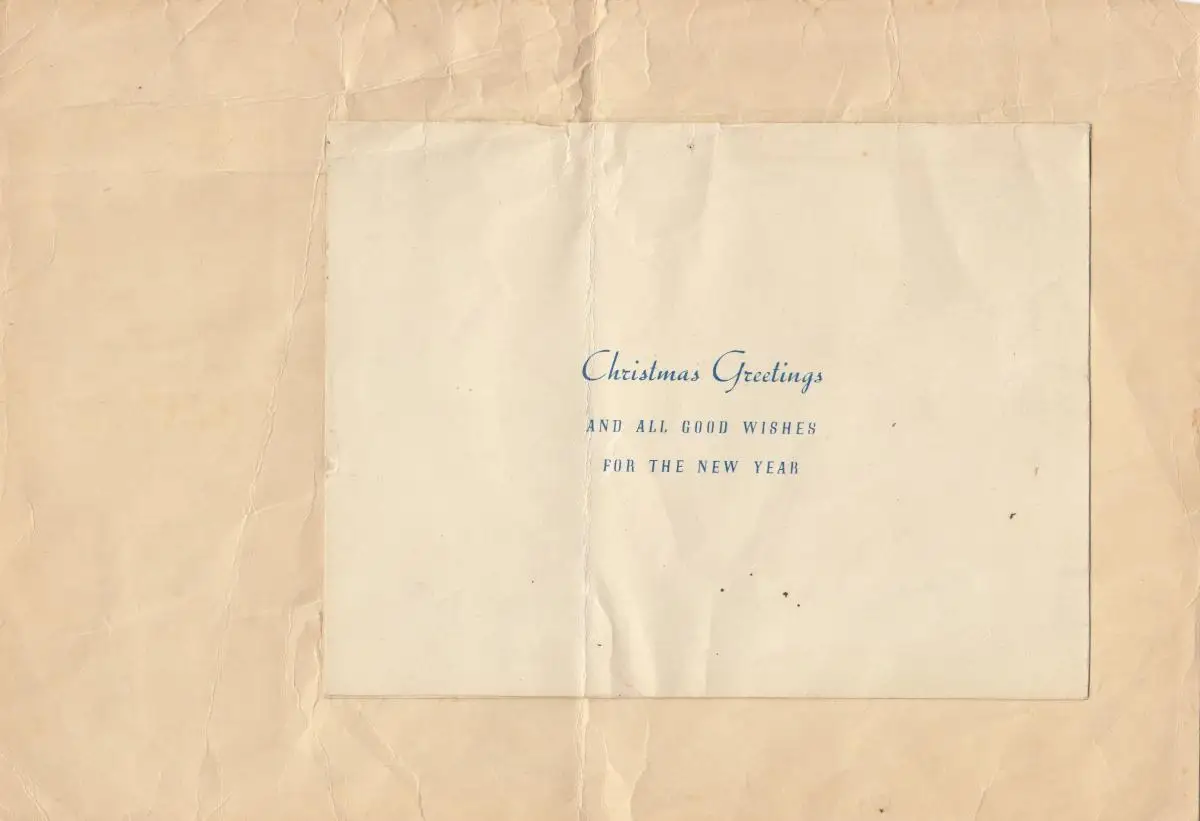 Christmas Greetings
AND ALL GOOD WISHES
FOR THE NEW YEAR